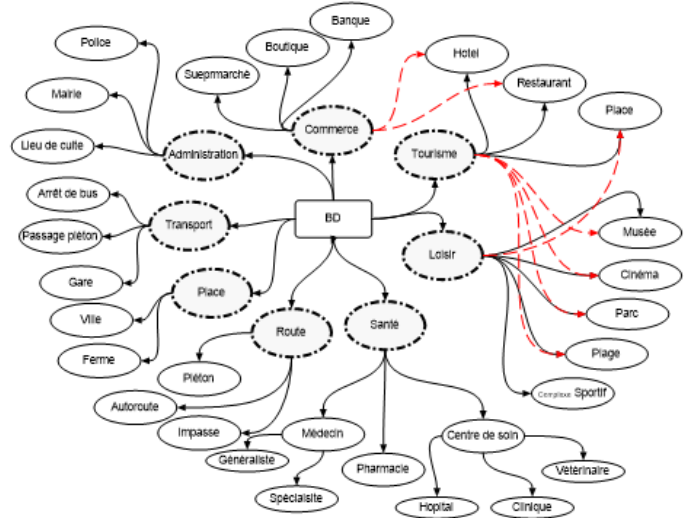 Banque
Police
Boutique
Hotel
Sueprmarché
Restaurant
Mairie
Place
Commerce
Lieu de culte
Administration
Tourisme
Arrêt de bus
Transport
BD
Musée
Passage piéton
Loisir
Cinéma
Gare
Place
Parc
Ville
Route
Santé
Ferme
Plage
Piéton
Complexe Sportif
Autoroute
Impasse
Médecin
Centre de soin
Généraliste
Pharmacie
Vétérinaire
Spécialsite
Hopital
Clinique